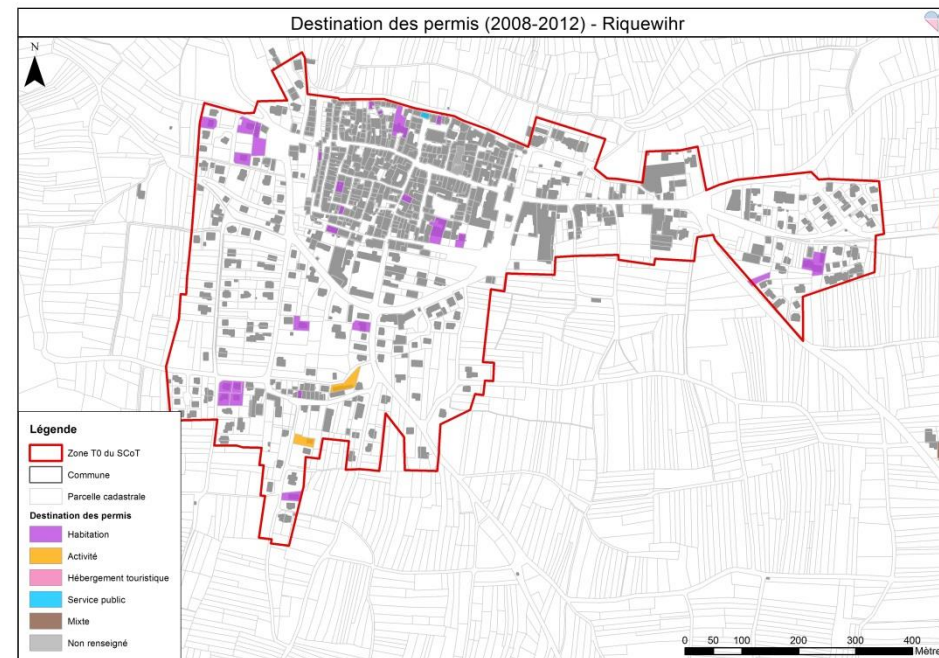 Destination des permis (2008-2012) - Riquewihr
N
Légende
Zone T0 du SCoT
Commune
Parcelle cadastrale
Destination des permis
Habitation
Activité
Hébergement touristique
Service public
Mixte
Non renseigné
0 50 100 200 300 400
Mètre